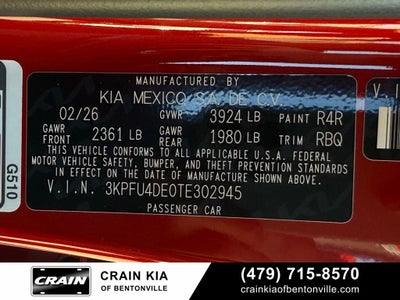 MANUFACTURED BY
KIA MEXICO S.A. DE C.V.
02/26 GVWR 3924 LB PAINT R4R
GAWR FRONT 2361 LB GAWR REAR 1980 LB TRIM RBQ
THIS VEHICLE CONFORMS TO ALL APPLICABLE U.S. FEDERAL
MOTOR VEHICLE SAFETY, BUMPER, AND THEFT PREVENTION STANDARDS
IN EFFECT ON THE DATE OF MANUFACTURE SHOWN ABOVE.
V.I.N. 3KPFU4DE0TE302945
PASSENGER CAR
G510
V.I
CRAIN
CRAIN KIA
OF BENTONVILLE
(479) 715-8570
crainkiaofbentonville.com